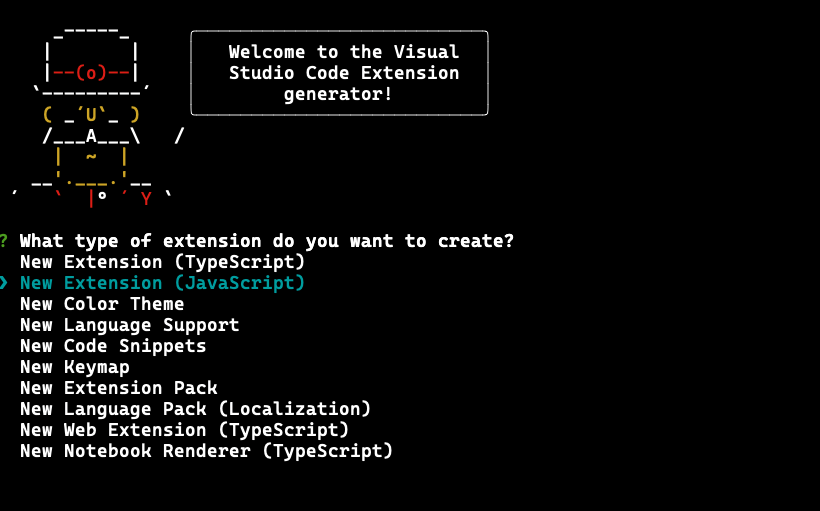 Welcome to the Visual
Studio Code Extension
generator!
? What type of extension do you want to create?
New Extension (TypeScript)
❯ New Extension (JavaScript)
New Color Theme
New Language Support
New Code Snippets
New Keymap
New Extension Pack
New Language Pack (Localization)
New Web Extension (TypeScript)
New Notebook Renderer (TypeScript)